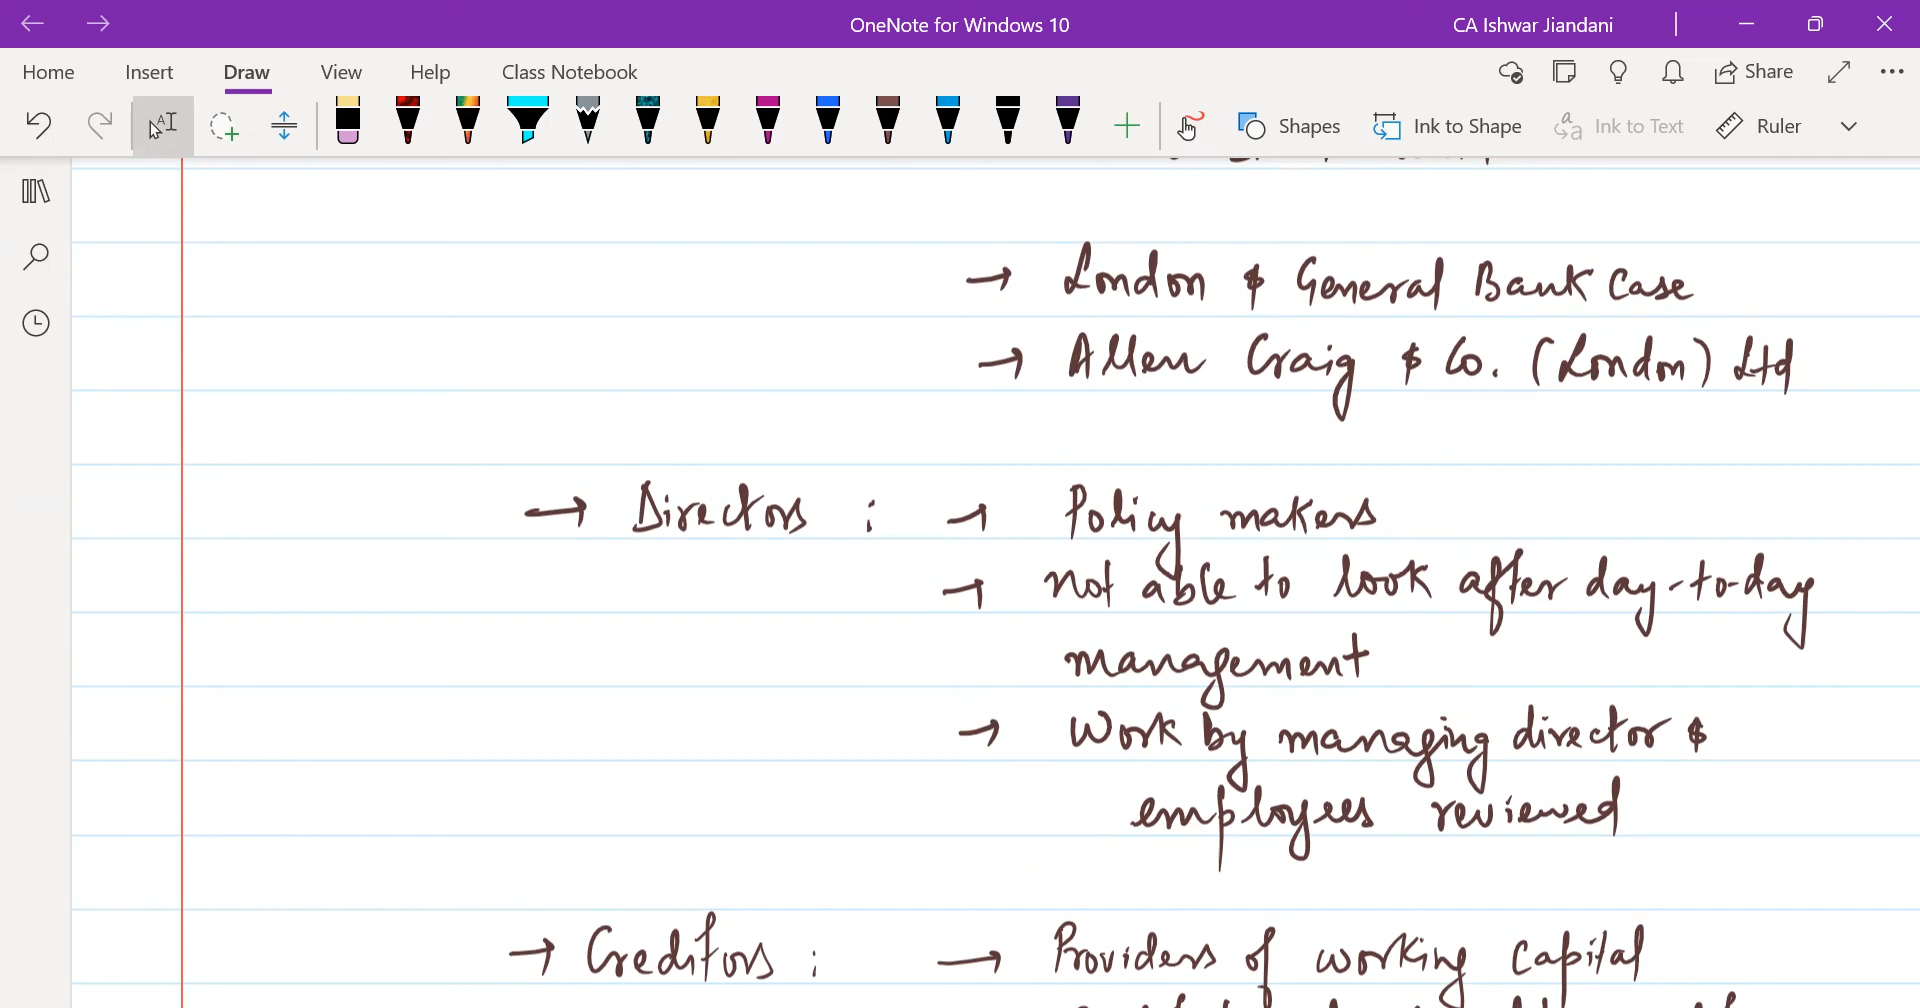 OneNote for Windows 10
CA Ishwar Jiandani
Home Insert Draw View Help Class Notebook
Share
Shapes Ink to Shape Ink to Text Ruler
→ London & General Bank Case
→ Allen Craig & Co. (London) Ltd
→ Directors : → Policy makers
→ not able to look after day-to-day
management
→ Work by managing director &
employees reviewed
→ Creditors : → Providers of working capital